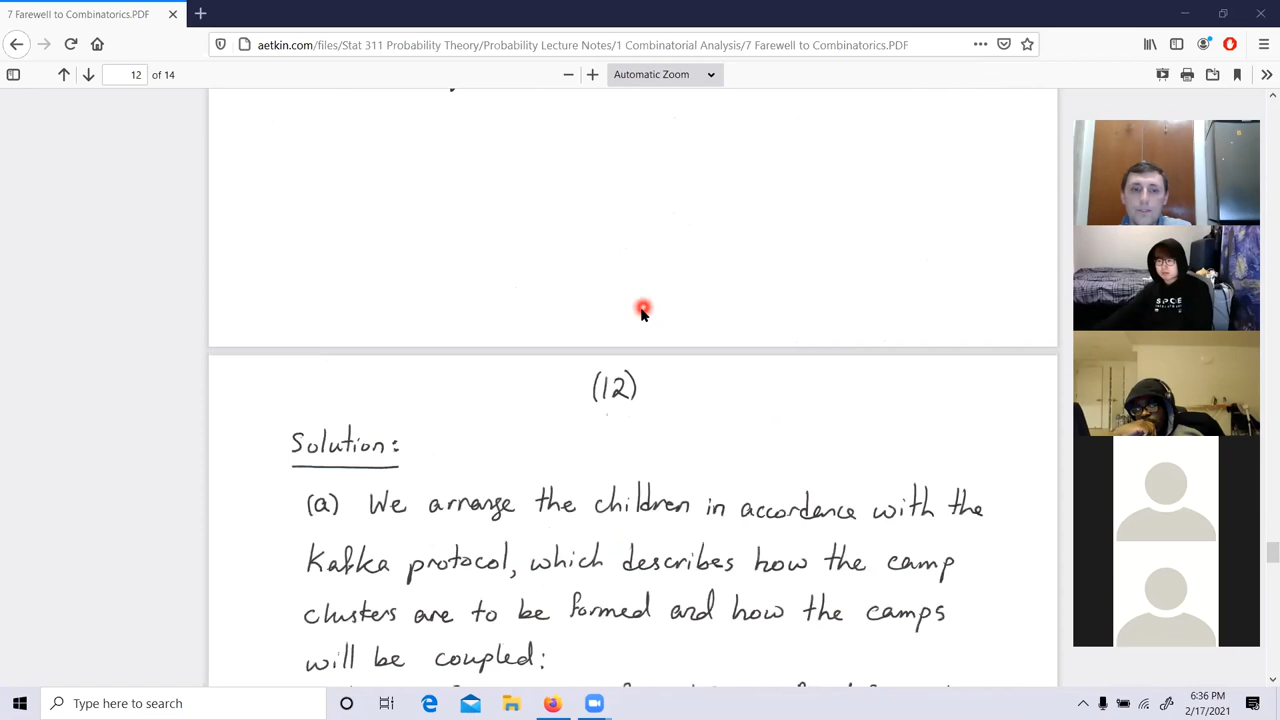 7 Farewell to Combinatorics.PDF
aetkin.com/files/Stat 311 Probability Theory/Probability Lecture Notes/1 Combinatorial Analysis/7 Farewell to Combinatorics.PDF
12 of 14
Automatic Zoom
(12)
Solution:
(a) We arrange the children in accordance with the
Kafka protocol, which describes how the camp
clusters are to be formed and how the camps
will be coupled:
Type here to search
6:36 PM
2/17/2021